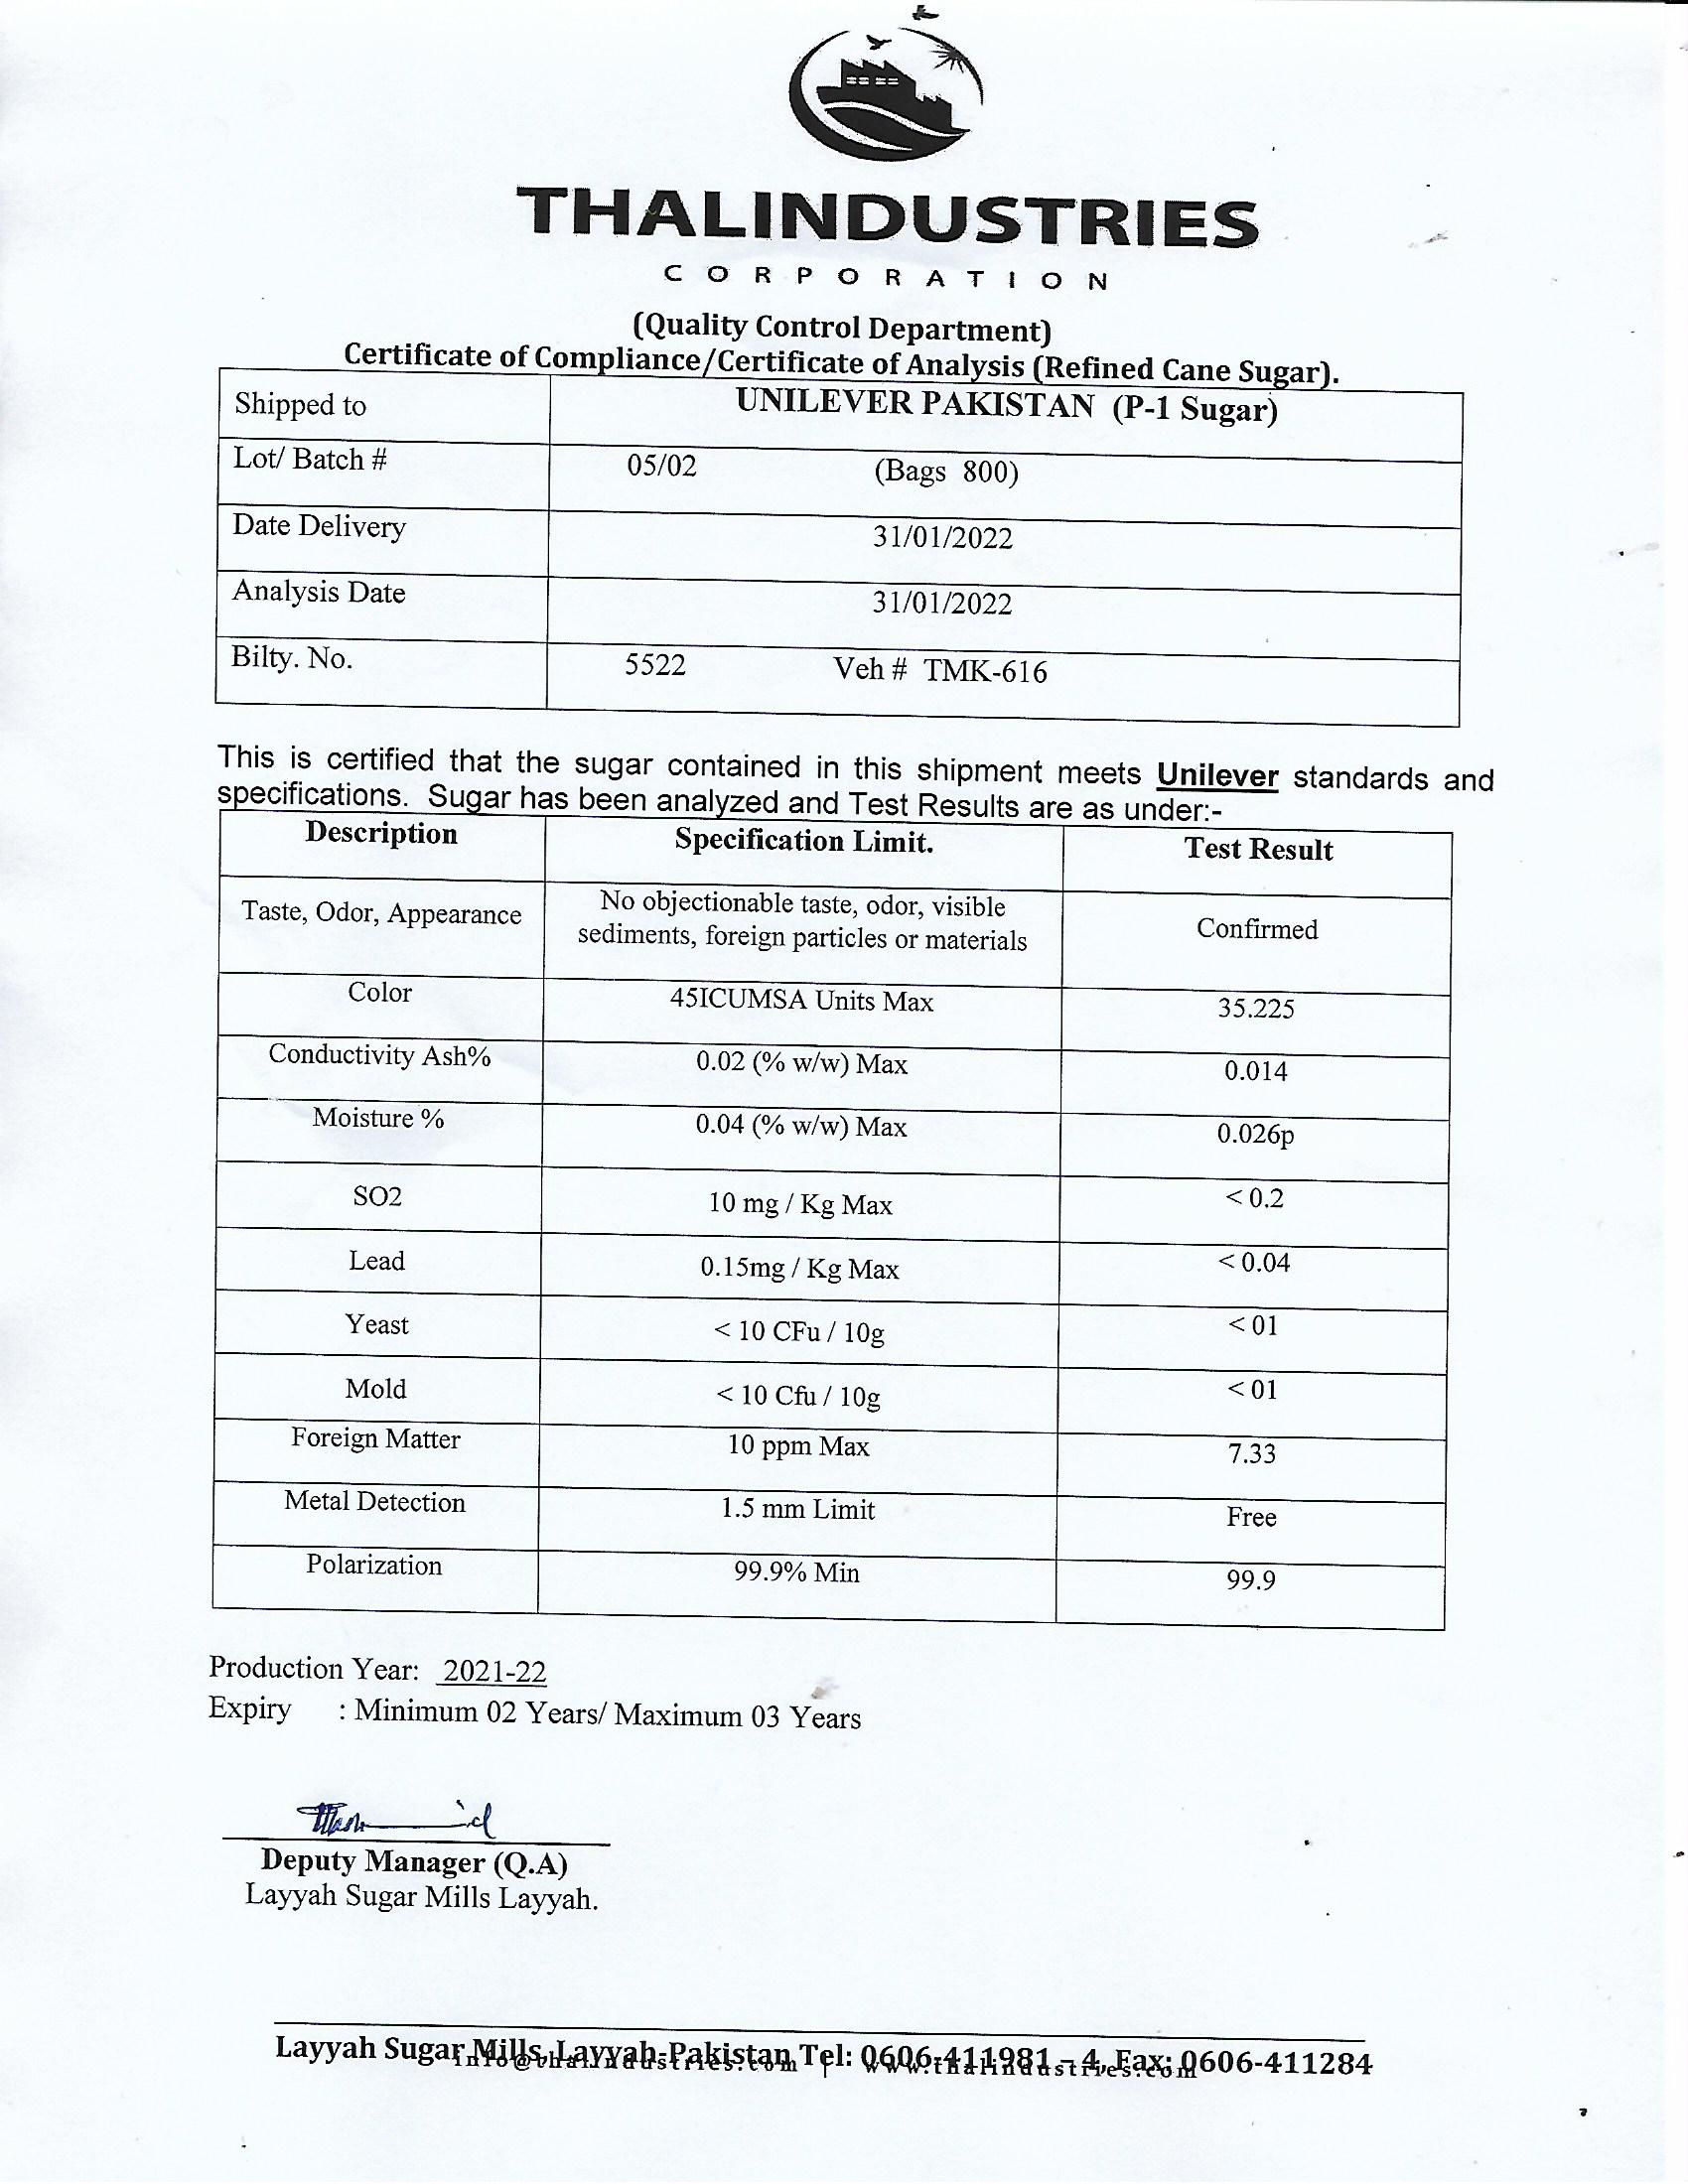 THALINDUSTRIES
CORPORATION
(Quality Control Department)
Certificate of Compliance/Certificate of Analysis (Refined Cane Sugar).
Shipped to UNILEVER PAKISTAN (P-1 Sugar)
Lot/ Batch # 05/02 (Bags 800)
Date Delivery 31/01/2022
Analysis Date 31/01/2022
Bilty. No. 5522 Veh # TMK-616
This is certified that the sugar contained in this shipment meets Unilever standards and
specifications. Sugar has been analyzed and Test Results are as under:-
Description Specification Limit. Test Result
Taste, Odor, Appearance No objectionable taste, odor, visible
sediments, foreign particles or materials Confirmed
Color 45ICUMSA Units Max 35.225
Conductivity Ash% 0.02 (% w/w) Max 0.014
Moisture % 0.04 (% w/w) Max 0.026p
SO2 10 mg / Kg Max < 0.2
Lead 0.15mg / Kg Max < 0.04
Yeast < 10 CFu / 10g < 01
Mold < 10 Cfu / 10g < 01
Foreign Matter 10 ppm Max 7.33
Metal Detection 1.5 mm Limit Free
Polarization 99.9% Min 99.9
Production Year: 2021-22
Expiry : Minimum 02 Years/ Maximum 03 Years
Deputy Manager (Q.A)
Layyah Sugar Mills Layyah.
Layyah Sugar Mills, Layyah-Pakistan Tel: 0606-411981 – 4, Fax: 0606-411284
info@thalindustries.com | www.thalindustries.com